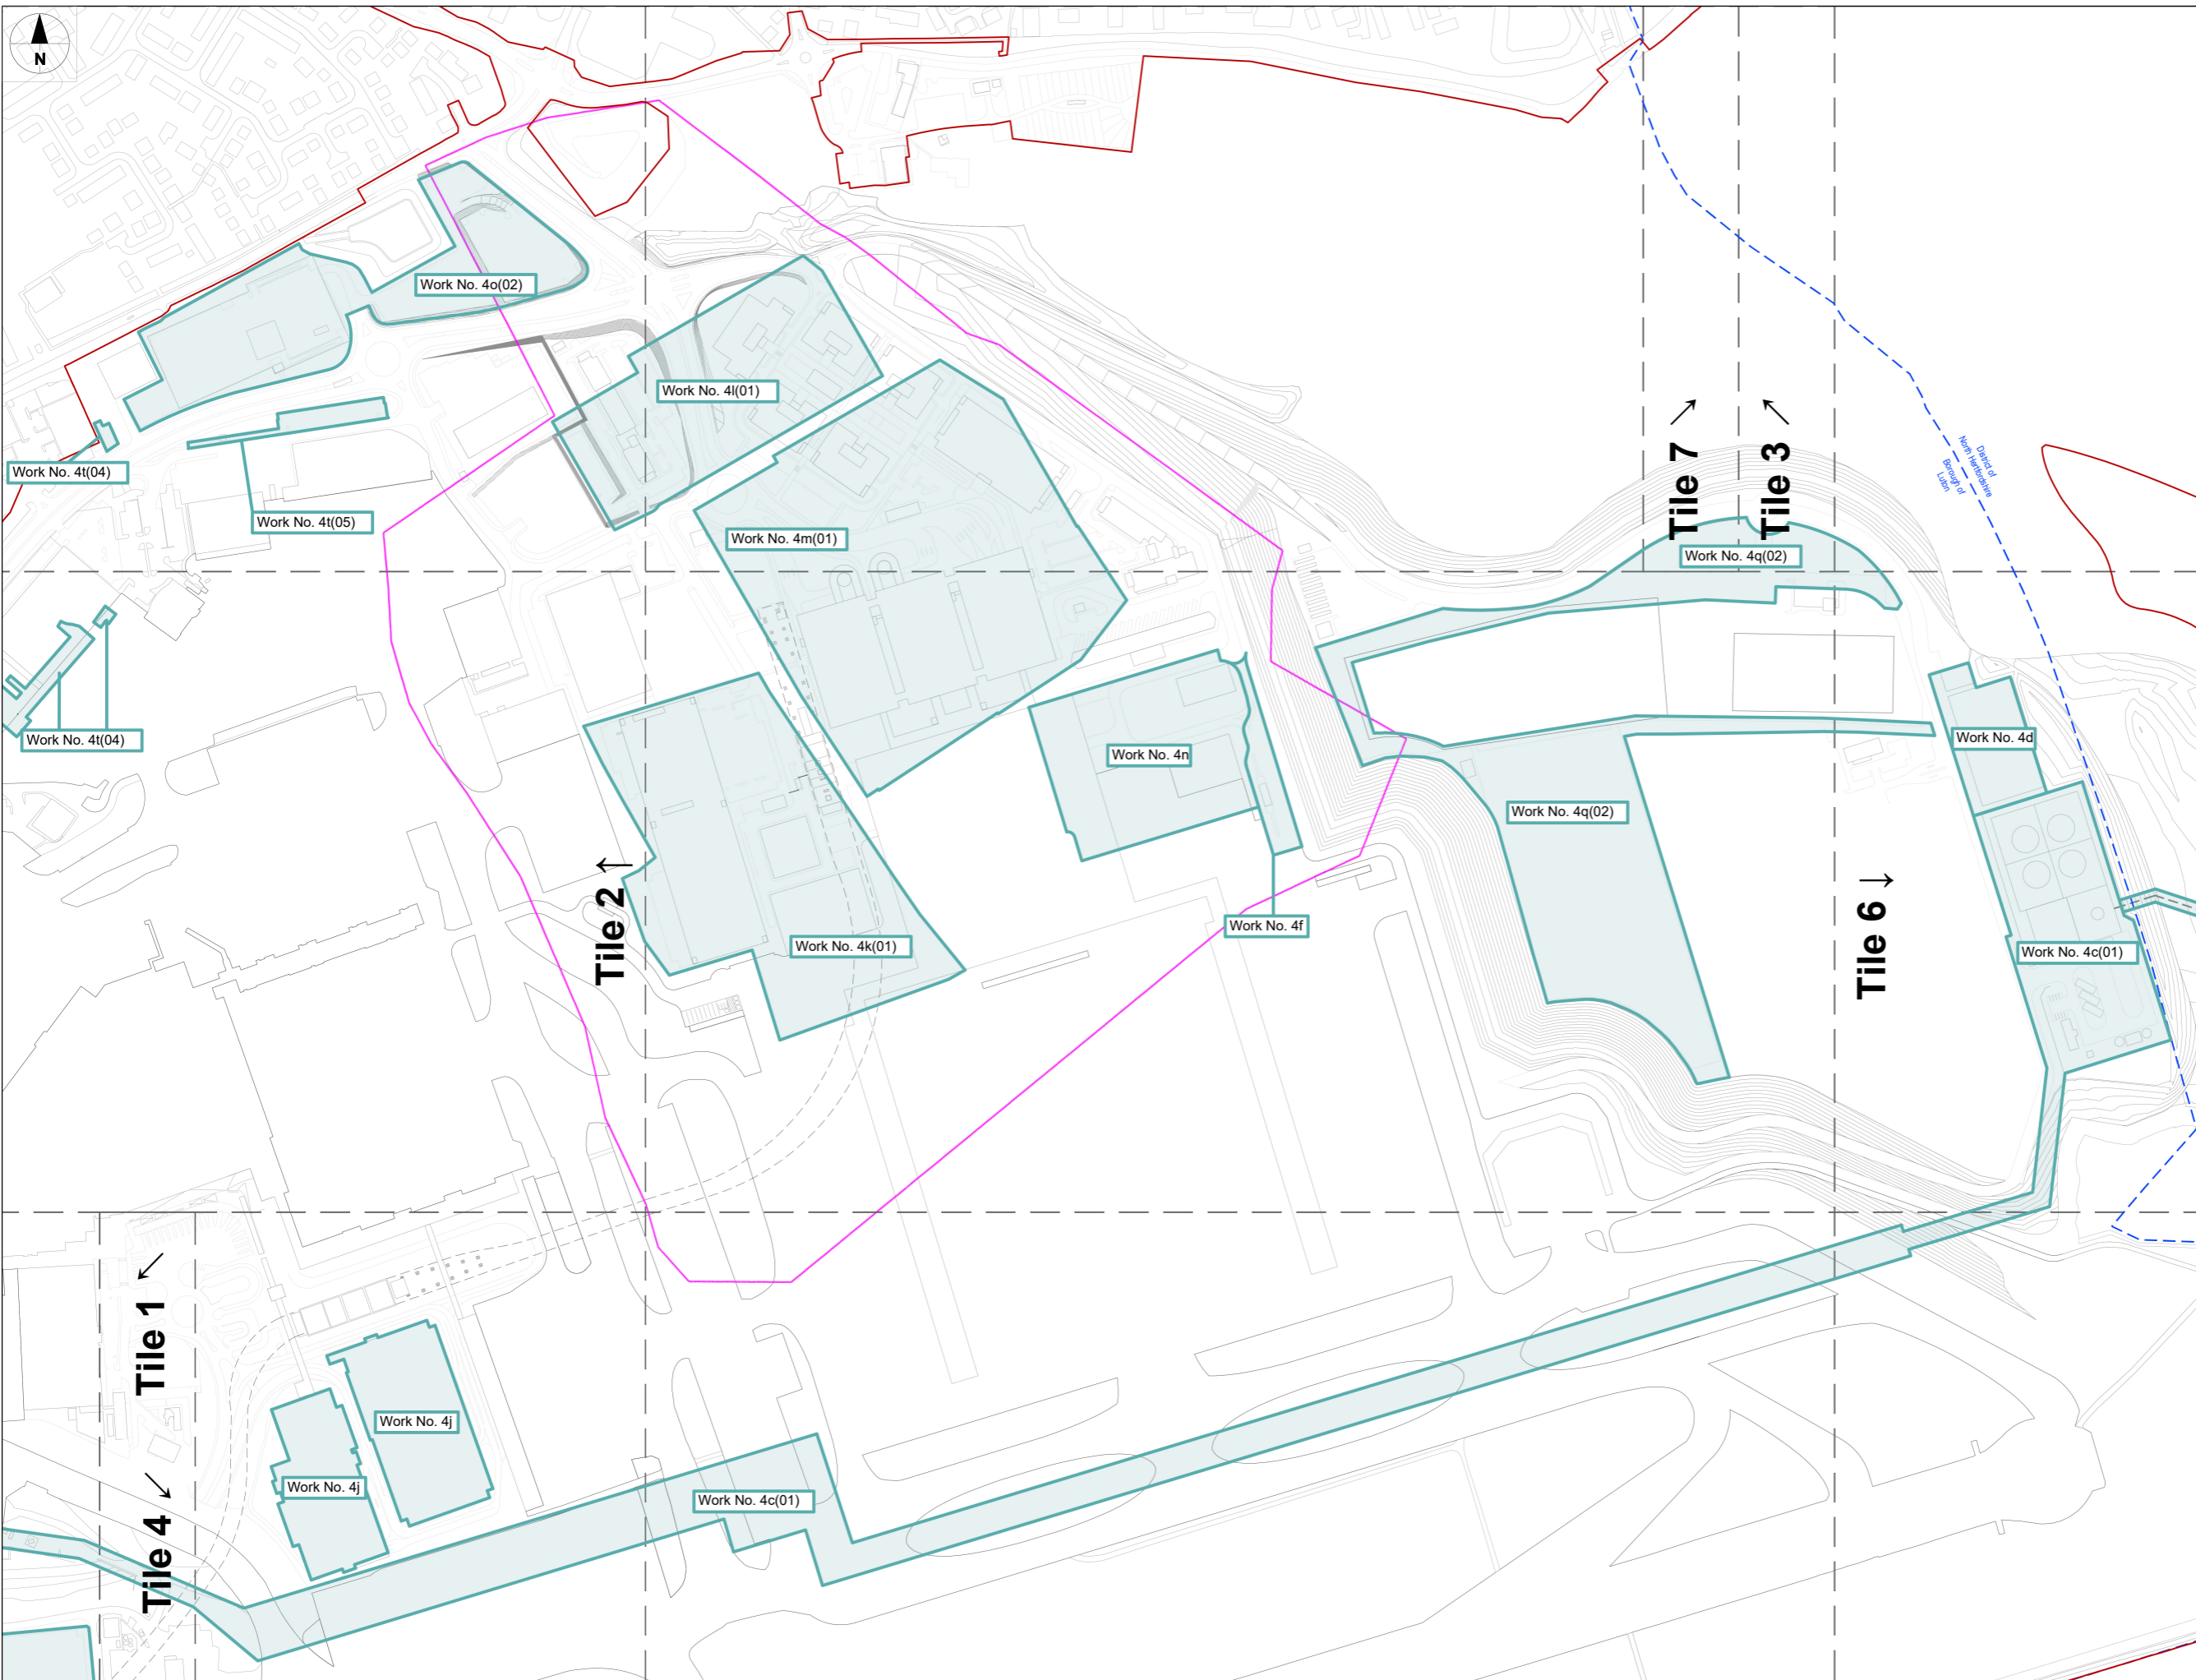 N
Work No. 4o(02)
Work No. 4l(01)
Work No. 4t(04)
Work No. 4t(05)
Work No. 4m(01)
Tile 7
Tile 3
District of
North Hertfordshire
Borough of
Luton
Work No. 4q(02)
Work No. 4t(04)
Work No. 4n
Work No. 4d
Work No. 4q(02)
Tile 2
Work No. 4k(01)
Work No. 4f
Tile 6
Work No. 4c(01)
Tile 1
Work No. 4j
Work No. 4j
Work No. 4c(01)
Tile 4